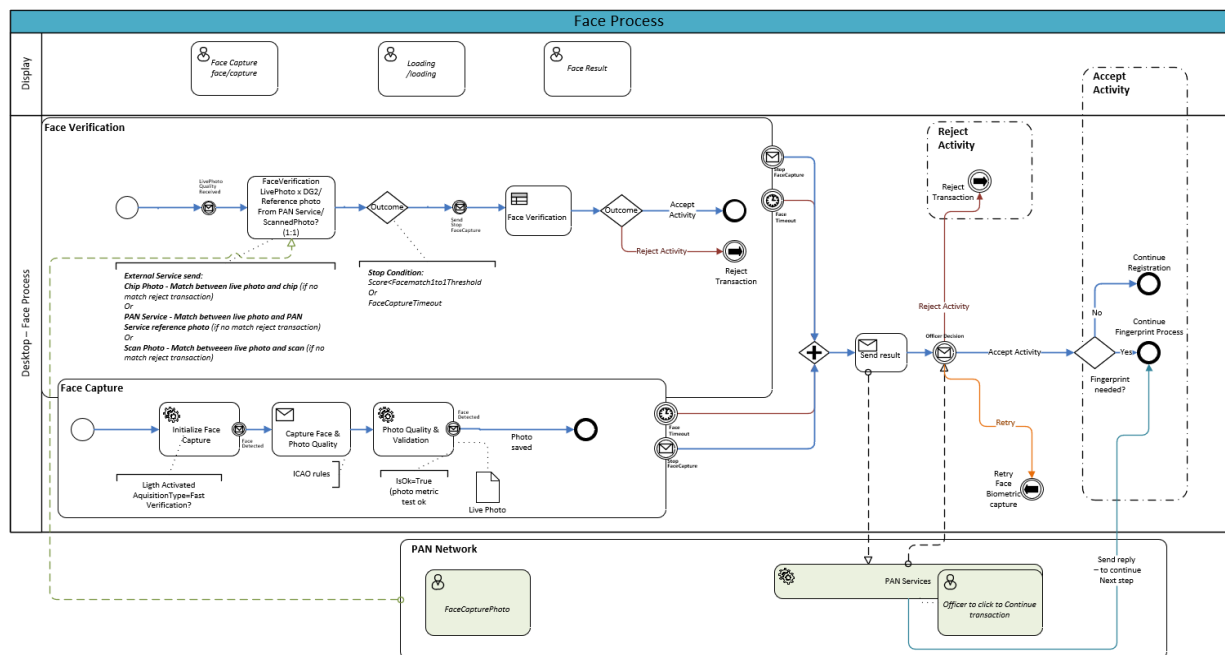 Face Process
Display
Face Capture
face/capture
Loading
/loading
Face Result
Accept
Activity
Desktop – Face Process
Face Verification
LivePhoto
Quality
Received
FaceVerification
LivePhoto x DG2/
Reference photo
From PAN Service/
ScannedPhoto?
(1:1)
Outcome
Send
Stop
FaceCapture
Face Verification
Outcome
Accept
Activity
Reject Activity
Reject
Transaction
Stop
FaceCapture
Face
Timeout
Reject
Activity
Reject
Transaction
External Service send:
Chip Photo - Match between live photo and chip (if no
match reject transaction)
Or
PAN Service - Match between live photo and PAN
Service reference photo (if no match reject transaction)
Or
Scan Photo - Match betweeen live photo and scan (if no
match reject transaction)
Stop Condition:
Score<Facematch1to1Threshold
Or
FaceCaptureTimeout
Reject Activity
Continue
Registration
No
Continue
Fingerprint Process
Send result
Officer Decision
Accept Activity
Yes
Fingerprint
needed?
Face Capture
Initialize Face
Capture
Face
Detected
Capture Face &
Photo Quality
Photo Quality &
Validation
Face
Detected
Photo
saved
Face
Timeout
Stop
FaceCapture
Retry
Ligth Activated
AquisitionType=Fast
Verification?
ICAO rules
IsOk=True
(photo metric
test ok
Live Photo
Retry
Face
Biometric
capture
PAN Network
FaceCapturePhoto
PAN Services
Officer to click to Continue
transaction
Send reply
– to continue
Next step